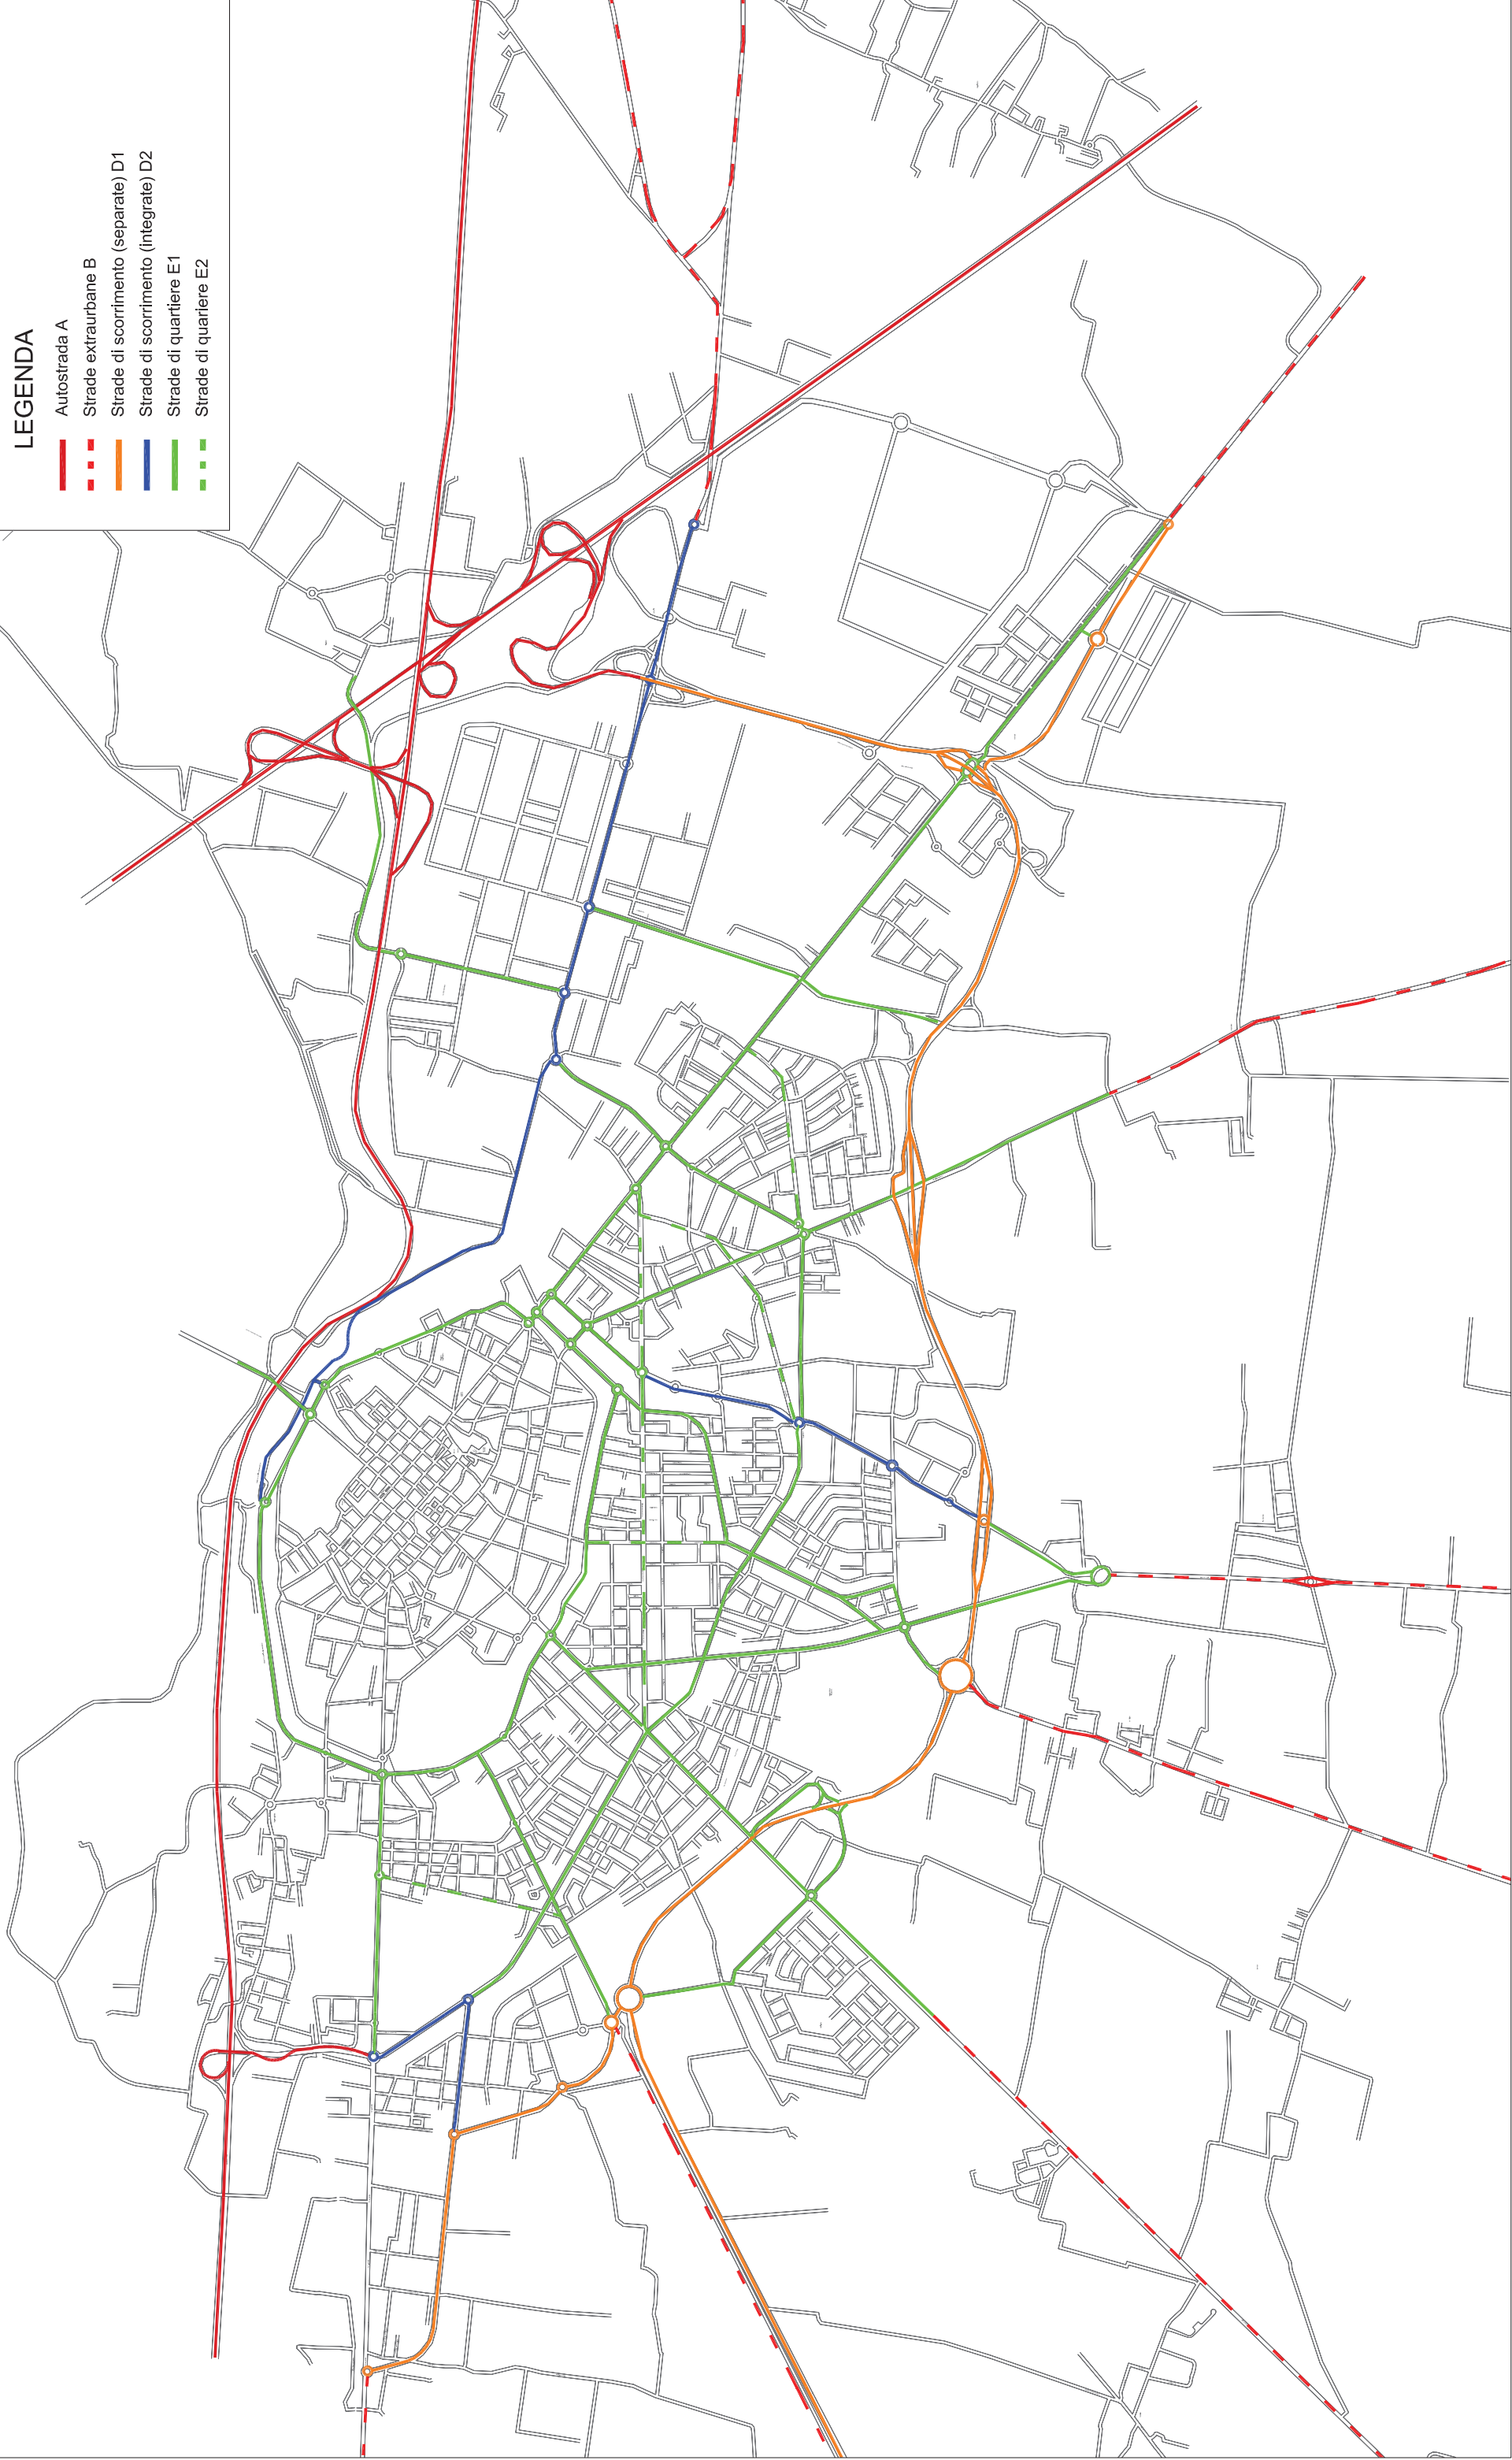 LEGENDA
Autostrada A
Strade extraurbane B
Strade di scorrimento (separate) D1
Strade di scorrimento (integrate) D2
Strade di quartiere E1
Strade di quariere E2